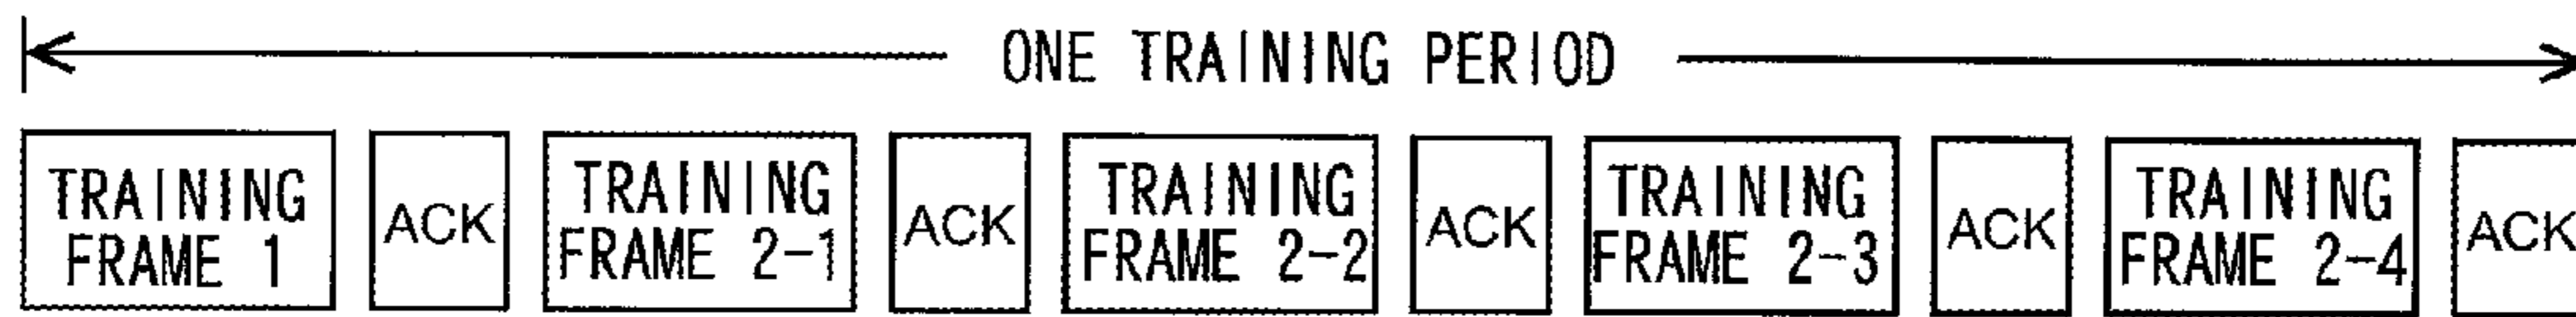 ONE TRAINING PERIOD
TRAINING
FRAME 1
ACK
TRAINING
FRAME 2-1
ACK
TRAINING
FRAME 2-2
ACK
TRAINING
FRAME 2-3
ACK
TRAINING
FRAME 2-4
ACK